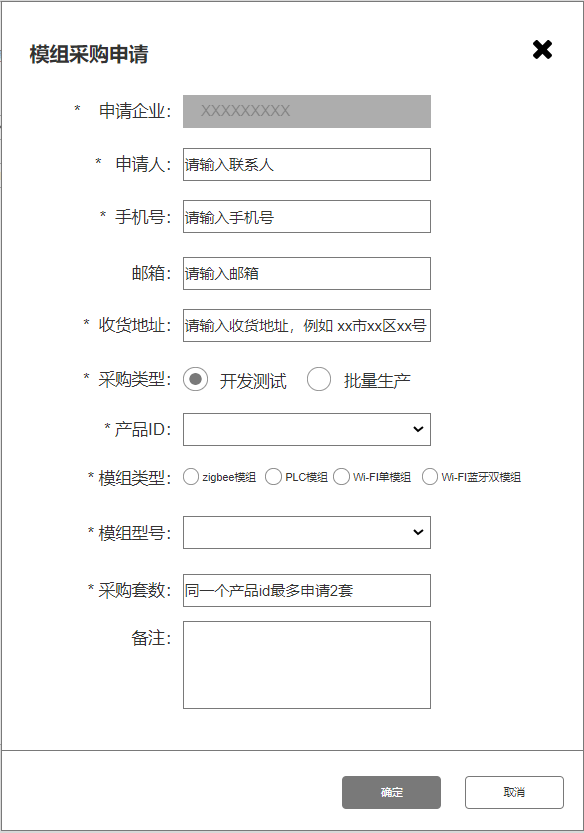 模组采购申请
* 申请企业： XXXXXXXXX
* 申请人： 请输入联系人
* 手机号： 请输入手机号
邮箱： 请输入邮箱
* 收货地址： 请输入收货地址，例如 xx市xx区xx号
* 采购类型： 开发测试 批量生产
* 产品ID：
* 模组类型： zigbee模组 PLC模组 Wi-FI单模组 Wi-FI蓝牙双模组
* 模组型号：
* 采购套数： 同一个产品id最多申请2套
备注：
确定 取消